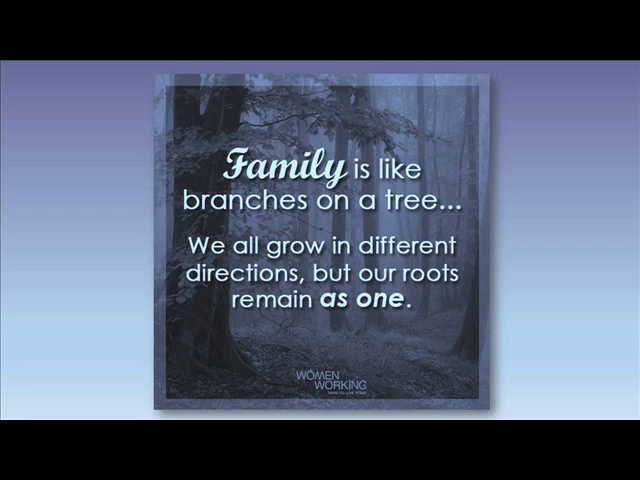 Family is like
branches on a tree...
We all grow in different
directions, but our roots
remain as one.
WOMEN
WORKING